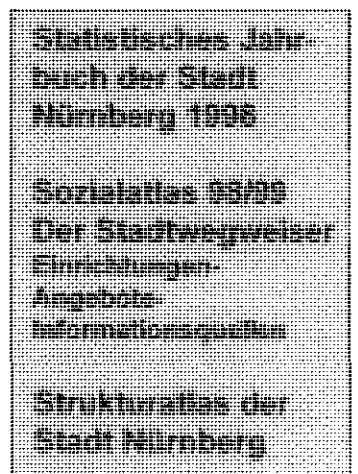 Statistisches Jahr-
buch der Stadt
Nürnberg 1998
Sozialatlas 98/99
Der Stadtwegweiser
Einrichtungen-
Angebote-
Informationsquellen
Strukturatlas der
Stadt Nürnberg